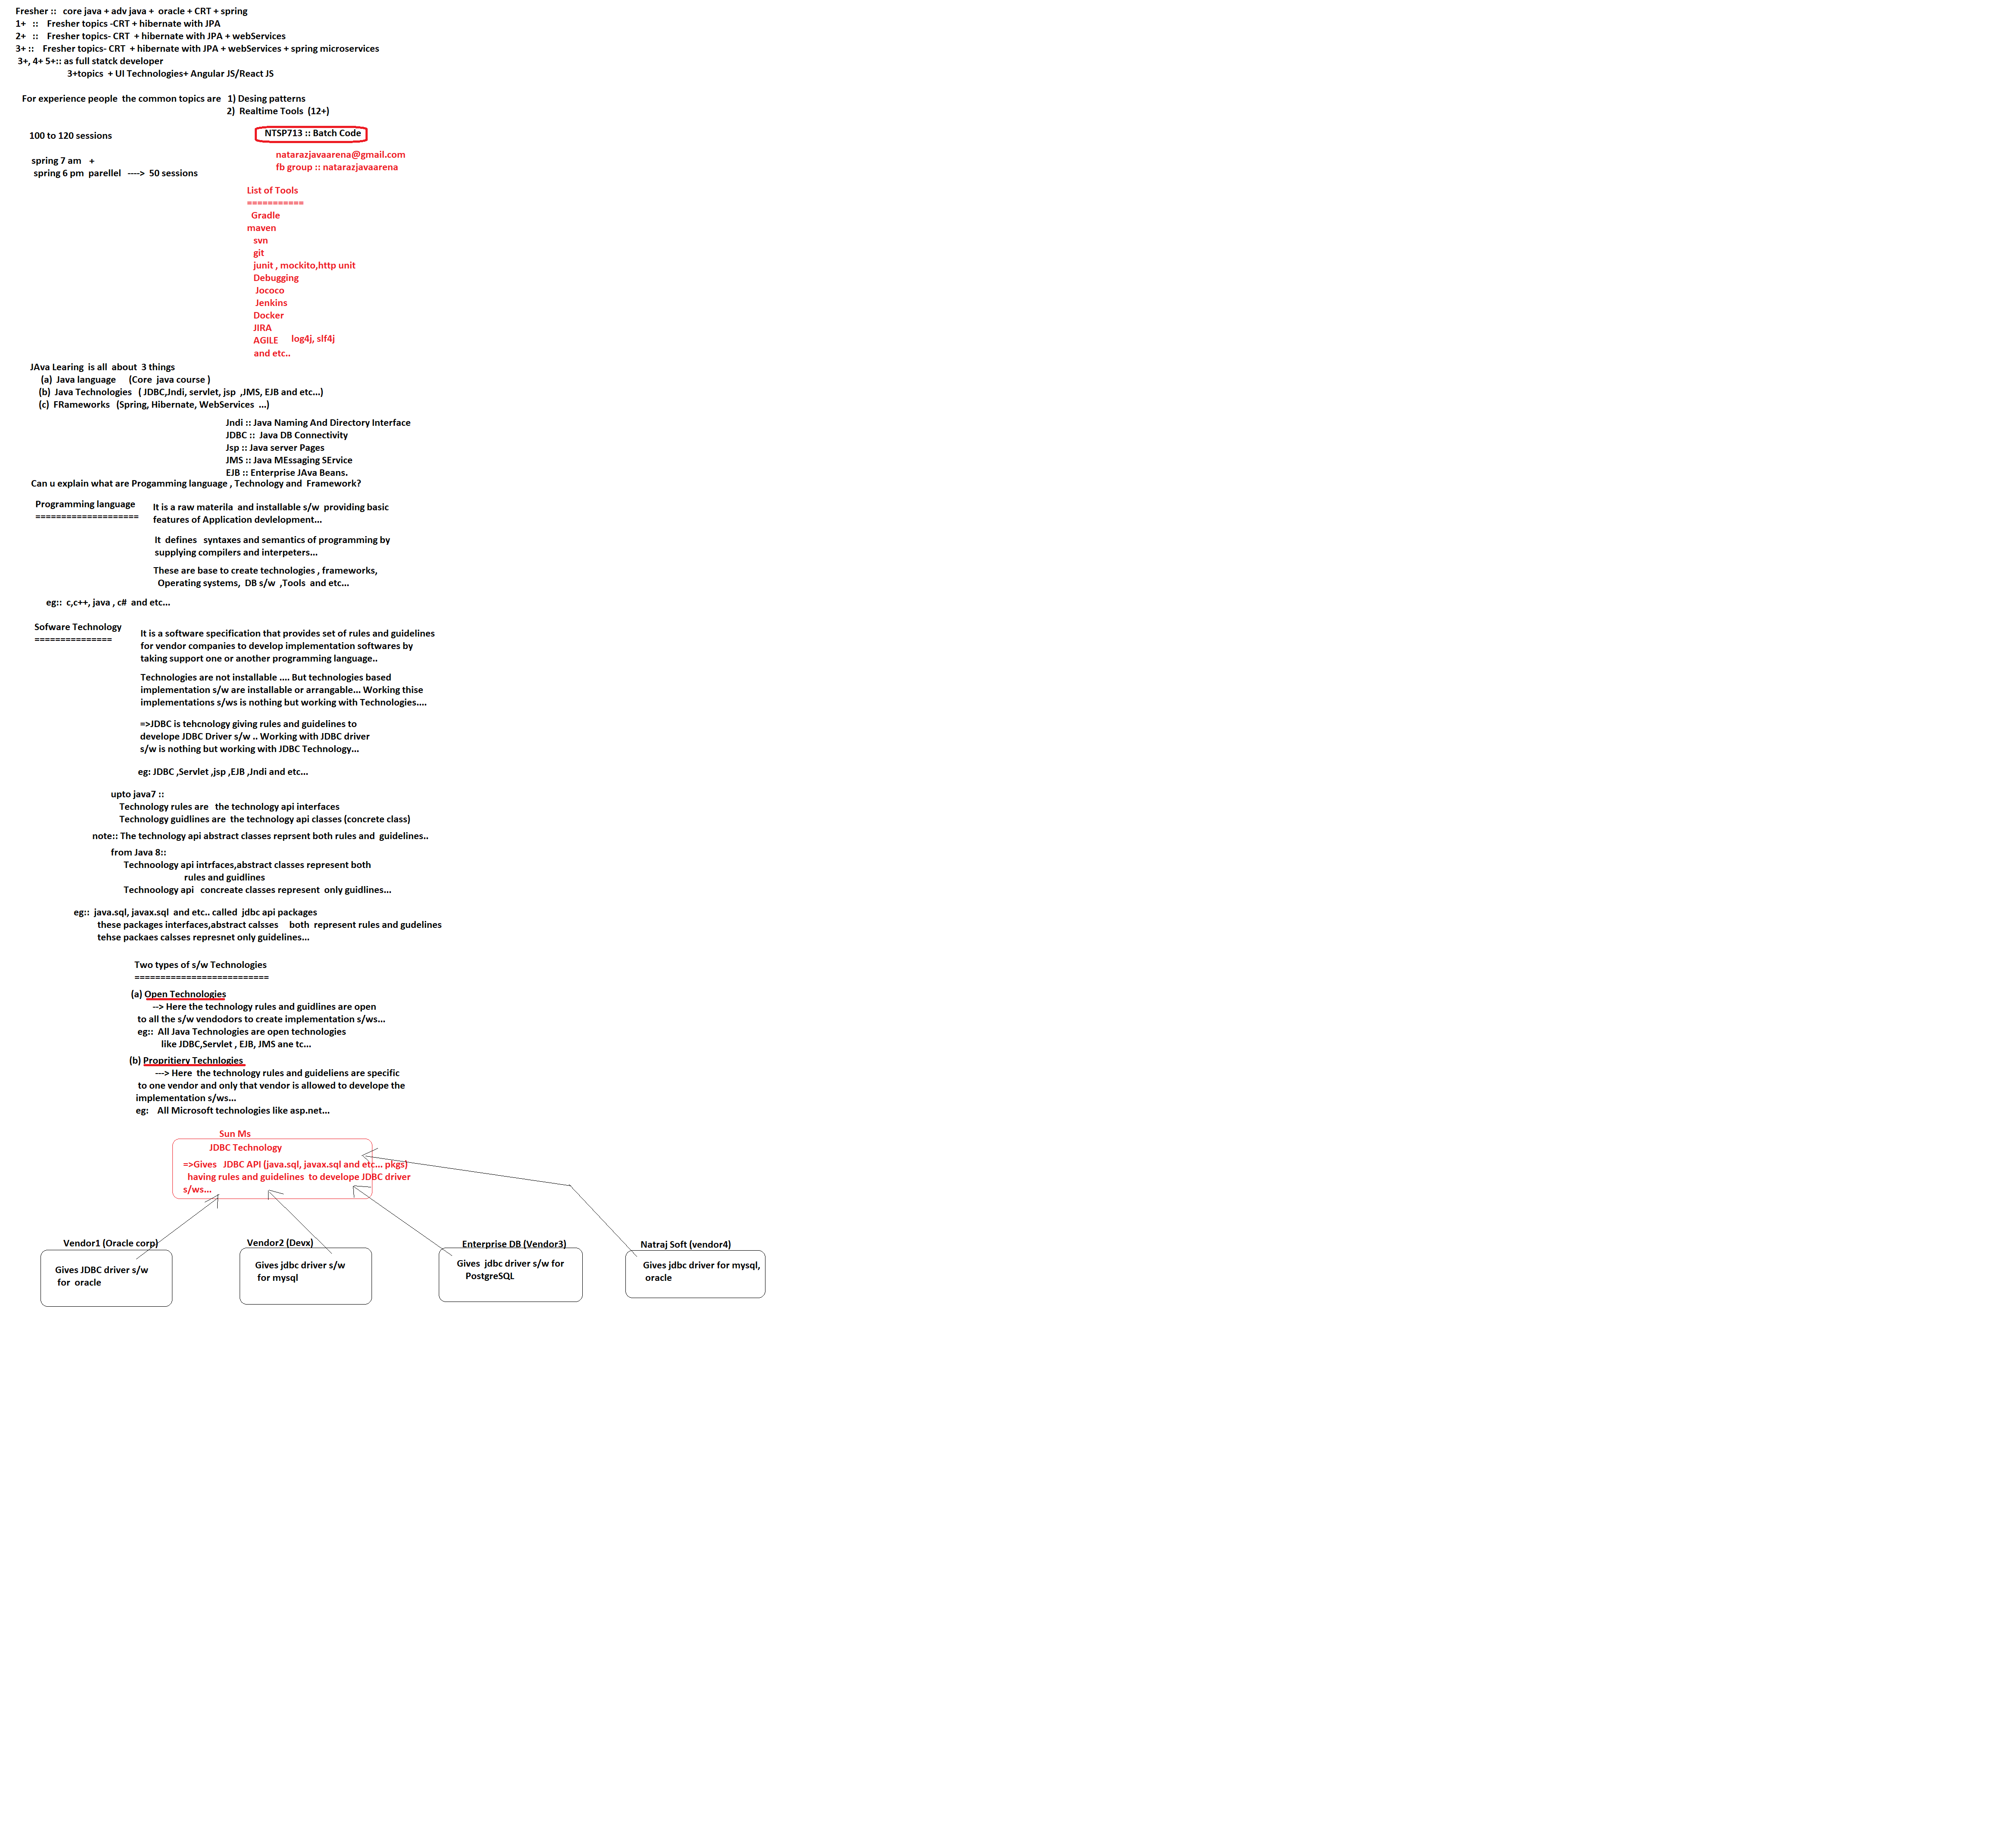 Fresher :: core java + adv java + oracle + CRT + spring
1+ :: Fresher topics -CRT + hibernate with JPA
2+ :: Fresher topics- CRT + hibernate with JPA + webServices
3+ :: Fresher topics- CRT + hibernate with JPA + webServices + spring microservices
3+, 4+ 5+:: as full statck developer
3+topics + UI Technologies+ Angular JS/React JS
For experience people the common topics are 1) Desing patterns
2) Realtime Tools (12+)
NTSP713 :: Batch Code
100 to 120 sessions
natarazjavaarena@gmail.com
fb group :: natarazjavaarena
spring 7 am +
spring 6 pm parellel ----> 50 sessions
List of Tools
===========
Gradle
maven
svn
git
junit , mockito,http unit
Debugging
Jococo
Jenkins
Docker
JIRA
AGILE log4j, slf4j
and etc..
JAva Learing is all about 3 things
(a) Java language (Core java course )
(b) Java Technologies ( JDBC,Jndi, servlet, jsp ,JMS, EJB and etc...)
(c) FRameworks (Spring, Hibernate, WebServices ...)
Jndi :: Java Naming And Directory Interface
JDBC :: Java DB Connectivity
Jsp :: Java server Pages
JMS :: Java MEssaging SErvice
EJB :: Enterprise JAva Beans.
Can u explain what are Progamming language , Technology and Framework?
Programming language
====================
It is a raw materila and installable s/w providing basic
features of Application devlelopment...
It defines syntaxes and semantics of programming by
supplying compilers and interpeters...
These are base to create technologies , frameworks,
Operating systems, DB s/w ,Tools and etc...
eg:: c,c++, java , c# and etc...
Sofware Technology
===============
It is a software specification that provides set of rules and guidelines
for vendor companies to develop implementation softwares by
taking support one or another programming language..
Technologies are not installable .... But technologies based
implementation s/w are installable or arrangable... Working thise
implementations s/ws is nothing but working with Technologies....
=>JDBC is tehcnology giving rules and guidelines to
develope JDBC Driver s/w .. Working with JDBC driver
s/w is nothing but working with JDBC Technology...
eg: JDBC ,Servlet ,jsp ,EJB ,Jndi and etc...
upto java7 ::
Technology rules are the technology api interfaces
Technology guidlines are the technology api classes (concrete class)
note:: The technology api abstract classes reprsent both rules and guidelines..
from Java 8::
Technoology api intrfaces,abstract classes represent both
rules and guidlines
Technoology api concreate classes represent only guidlines...
eg:: java.sql, javax.sql and etc.. called jdbc api packages
these packages interfaces,abstract calsses both represent rules and gudelines
tehse packaes calsses represnet only guidelines...
Two types of s/w Technologies
==========================
(a) Open Technologies
--> Here the technology rules and guidlines are open
to all the s/w vendodors to create implementation s/ws...
eg:: All Java Technologies are open technologies
like JDBC,Servlet , EJB, JMS ane tc...
(b) Propritiery Technlogies
---> Here the technology rules and guideliens are specific
to one vendor and only that vendor is allowed to develope the
implementation s/ws...
eg: All Microsoft technologies like asp.net...
Sun Ms
JDBC Technology
=>Gives JDBC API (java.sql, javax.sql and etc... pkgs)
having rules and guidelines to develope JDBC driver
s/ws...
Vendor1 (Oracle corp)
Gives JDBC driver s/w
for oracle
Vendor2 (Devx)
Gives jdbc driver s/w
for mysql
Enterprise DB (Vendor3)
Gives jdbc driver s/w for
PostgreSQL
Natraj Soft (vendor4)
Gives jdbc driver for mysql,
oracle